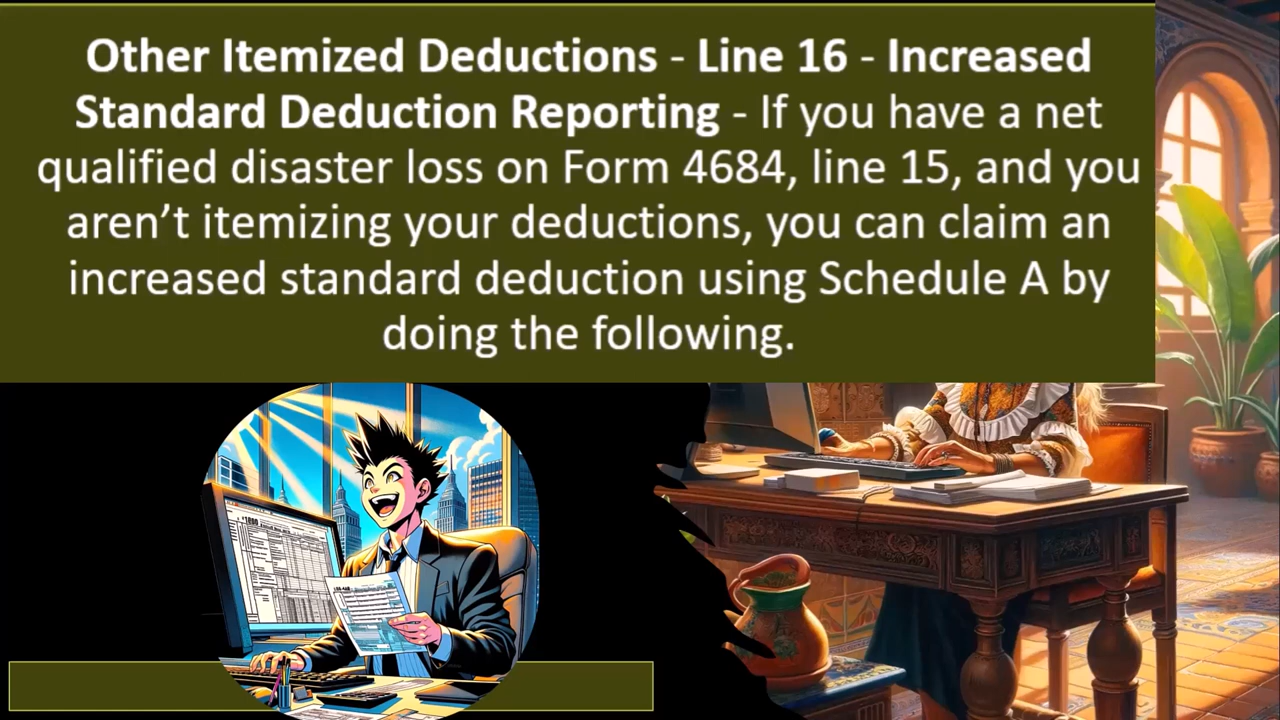 Other Itemized Deductions - Line 16 - Increased
Standard Deduction Reporting - If you have a net
qualified disaster loss on Form 4684, line 15, and you
aren’t itemizing your deductions, you can claim an
increased standard deduction using Schedule A by
doing the following.